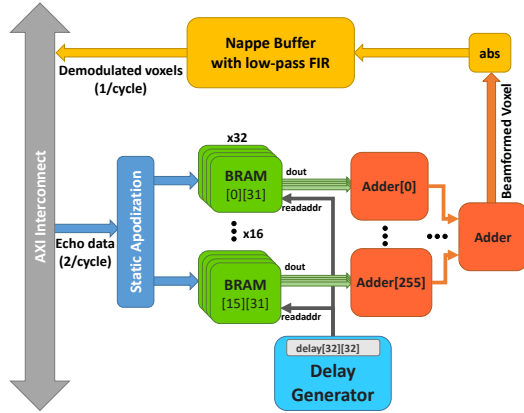 Nappe Buffer
with low-pass FIR
abs
Demodulated voxels
(1/cycle)
AXI Interconnect
Beamformed Voxel
x32
Static Apodization
BRAM
[0][31]
dout
readaddr
Adder[0]
Echo data
(2/cycle)
x16
Adder
BRAM
[15][31]
dout
readaddr
Adder[255]
delay[32][32]
Delay
Generator